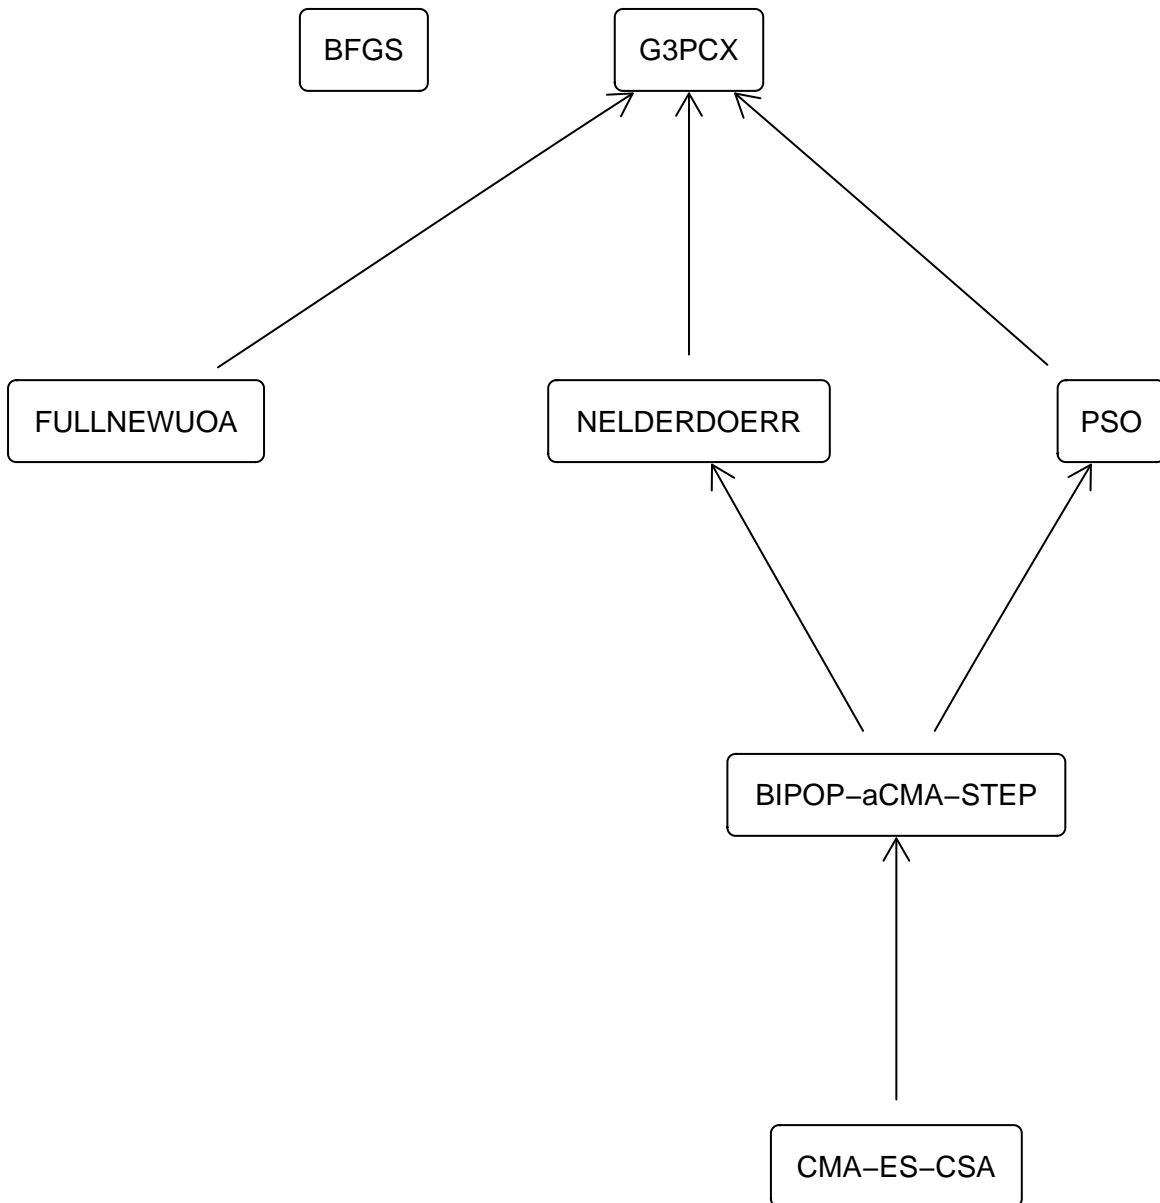 BFGS
G3PCX
FULLNEWUOA
NELDERDOERR
PSO
BIPOP−aCMA−STEP
CMA−ES−CSA